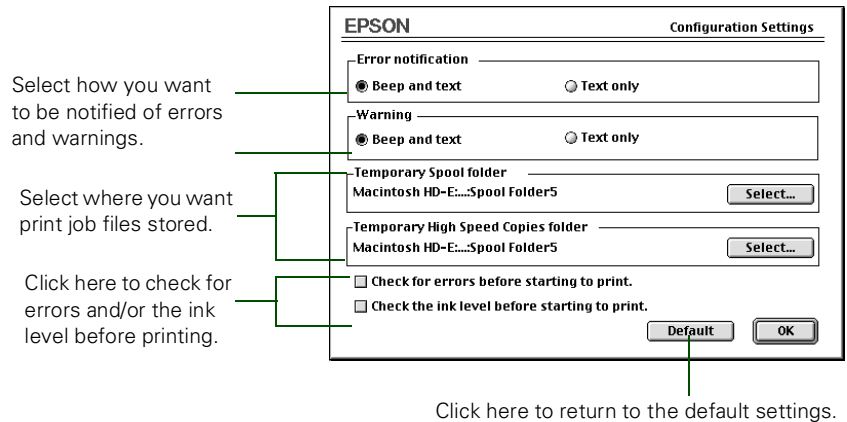 EPSON Configuration Settings
Error notification
Beep and text Text only
Warning
Beep and text Text only
Temporary Spool folder
Macintosh HD-E:...:Spool Folder5 Select...
Temporary High Speed Copies folder
Macintosh HD-E:...:Spool Folder5 Select...
Check for errors before starting to print.
Check the ink level before starting to print.
Default OK
Select how you want
to be notified of errors
and warnings.
Select where you want
print job files stored.
Click here to check for
errors and/or the ink
level before printing.
Click here to return to the default settings.